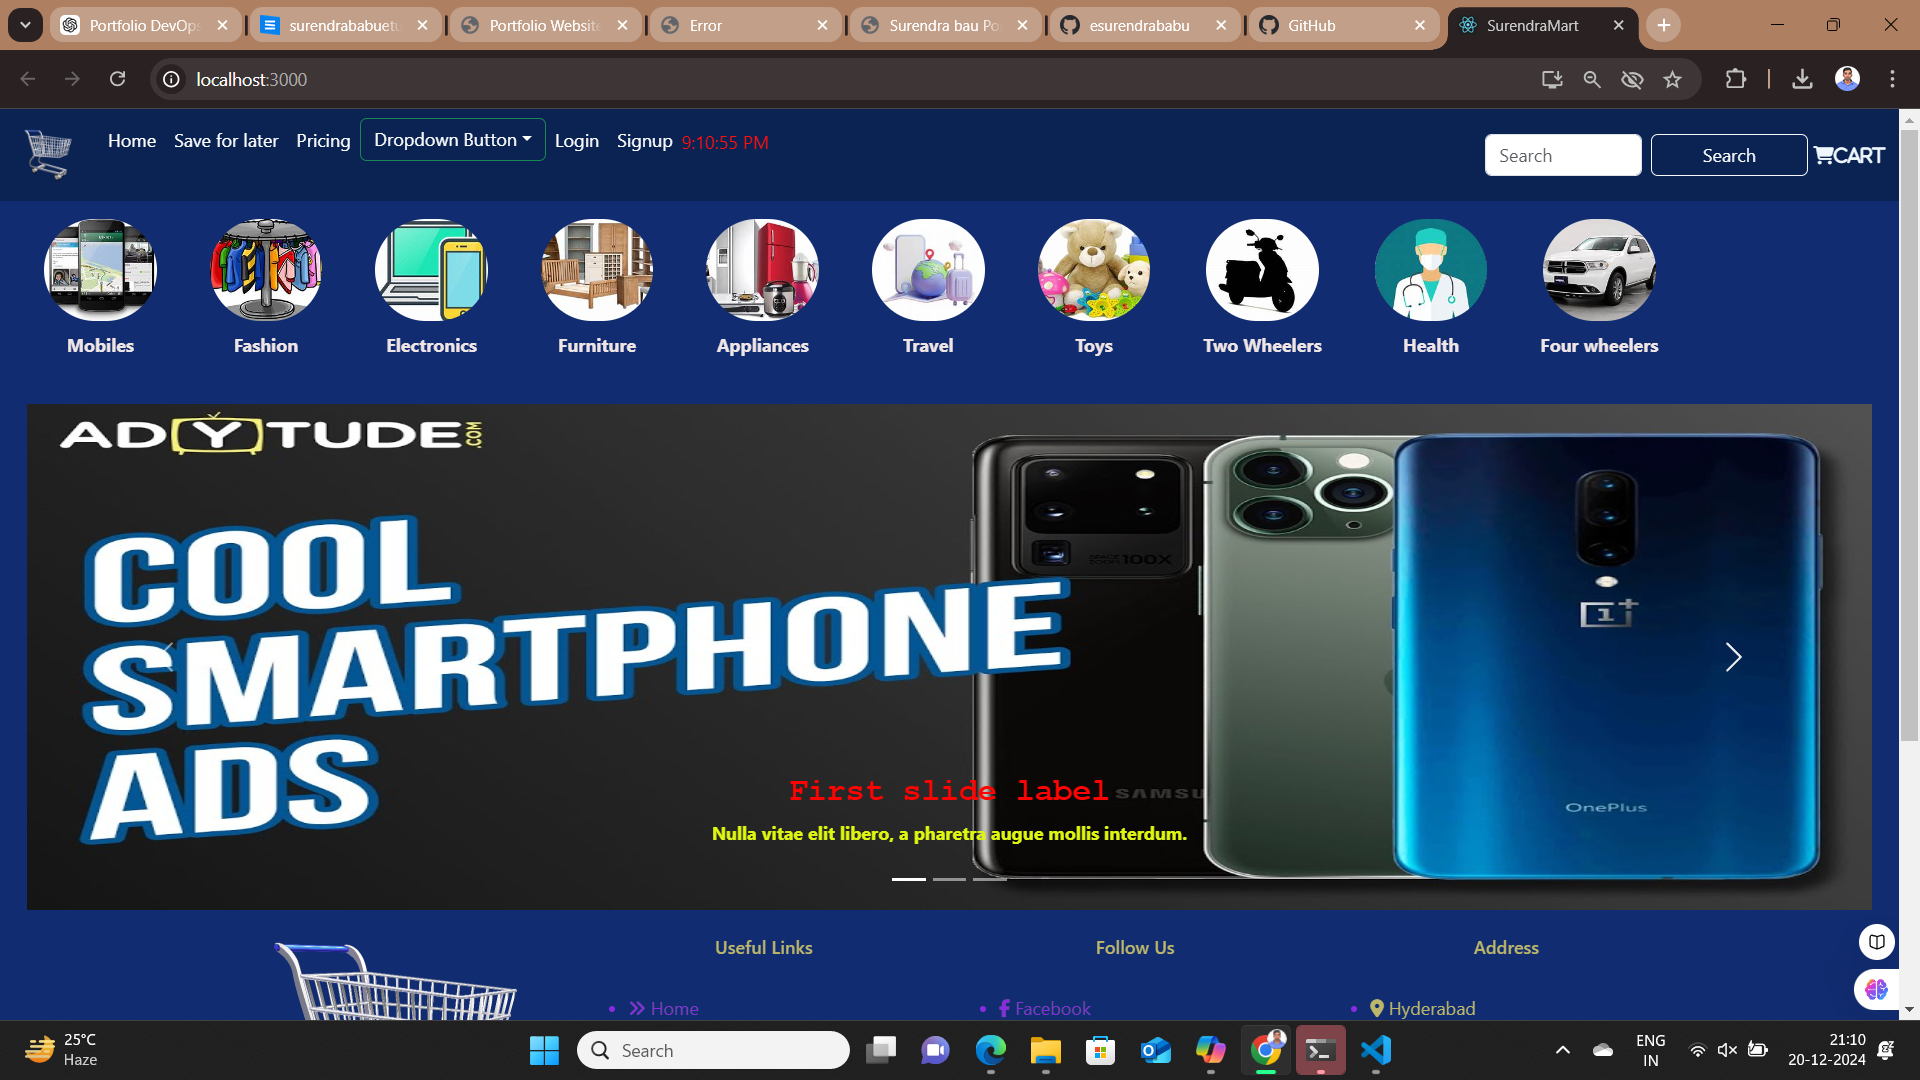 Portfolio DevOps
surendrababuetu
Portfolio Website
Error
Surendra bau Po
esurendrababu
GitHub
SurendraMart
localhost:3000
Home
Save for later
Pricing
Dropdown Button
Login
Signup
9:10:55 PM
Search
Search
CART
Mobiles
Fashion
Electronics
Furniture
Appliances
Travel
Toys
Two Wheelers
Health
Four wheelers
ADYTUDE.COM
COOL
SMARTPHONE
ADS
SPACE ZOOM 100X
SAMSU
OnePlus
First slide label
Nulla vitae elit libero, a pharetra augue mollis interdum.
Useful Links
Follow Us
Address
Home
Facebook
Hyderabad
25°C
Haze
Search
ENG
IN
21:10
20-12-2024